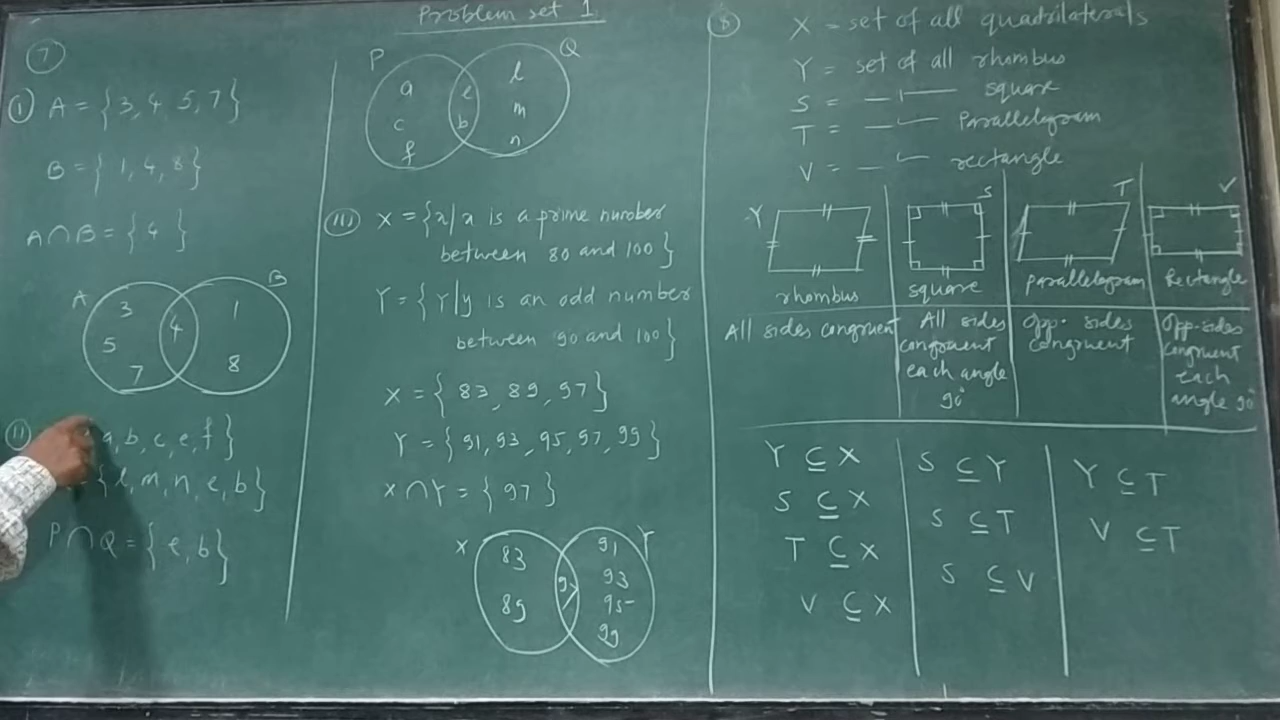 Problem set 1
7
(i) A = {3, 4, 5, 7}
B = {1, 4, 8}
A ∩ B = {4}
A B
3 1
4
5
7 8
(ii) a, b, c, e, f}
{l, m, n, e, b}
P ∩ Q = {e, b}
P Q
a e l
c b m
f n
(iii) X = {x/x is a prime number
between 80 and 100}
Y = {Y/y is an odd number
between 90 and 100}
X = {83, 89, 97}
Y = {91, 93, 95, 97, 99}
X ∩ Y = {97}
X Y
83 91
97 93
89 95
99
8
X = set of all quadrilaterals
Y = set of all rhombus
S = — 〃 — square
T = — 〃 — Parallelogram
V = — 〃 — rectangle
Y S T V
rhombus square parallelogram Rectangle
All sides congruent
All sides
congruent
each angle
90°
Opp. sides
congruent
Opp. sides
congruent
each
angle 90°
Y ⊆ X
S ⊆ X
T ⊆ X
V ⊆ X
S ⊆ Y
S ⊆ T
S ⊆ V
Y ⊆ T
V ⊆ T